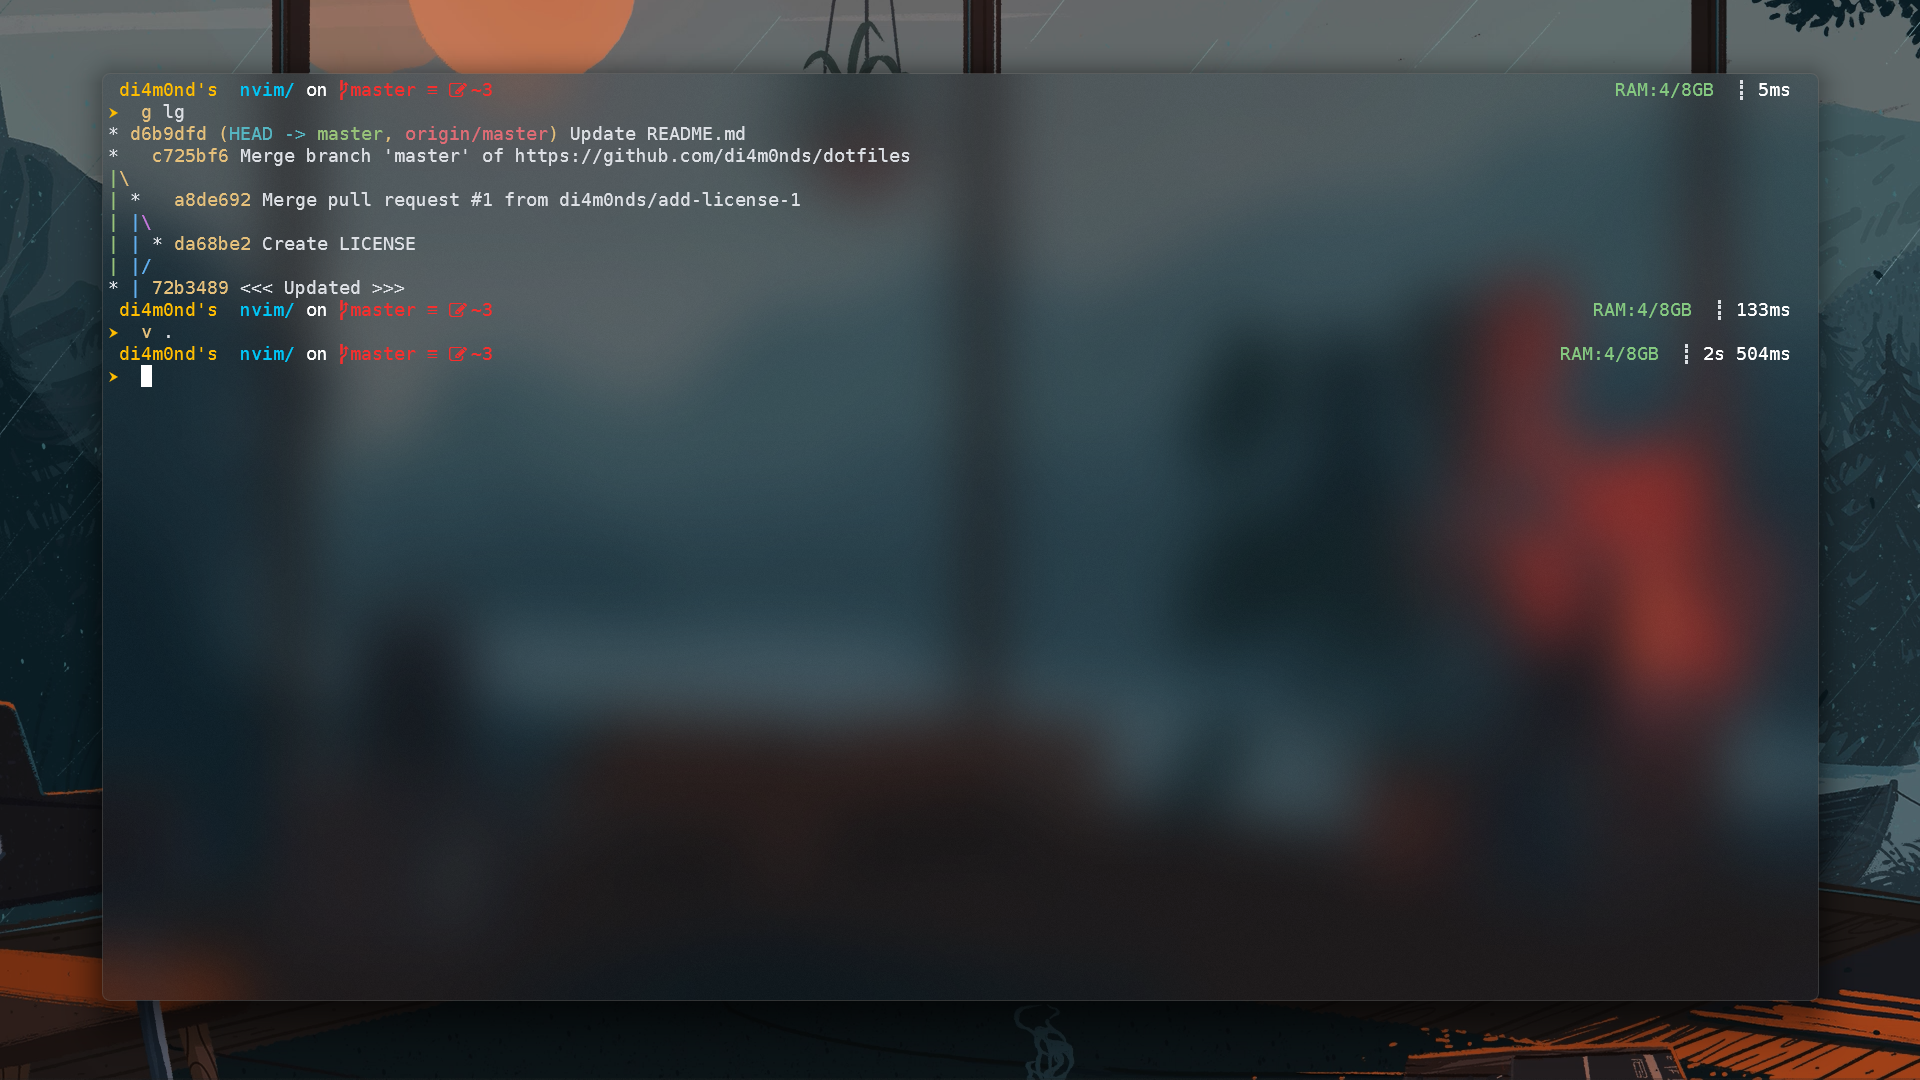 di4m0nd's nvim/ on master ≡ ~3 RAM:4/8GB ┊ 5ms
➤ g lg
* d6b9dfd (HEAD -> master, origin/master) Update README.md
*   c725bf6 Merge branch 'master' of https://github.com/di4m0nds/dotfiles
|\
| *   a8de692 Merge pull request #1 from di4m0nds/add-license-1
| |\
| | * da68be2 Create LICENSE
| |/
* | 72b3489 <<< Updated >>>
di4m0nd's nvim/ on master ≡ ~3 RAM:4/8GB ┊ 133ms
➤ v .
di4m0nd's nvim/ on master ≡ ~3 RAM:4/8GB ┊ 2s 504ms
➤